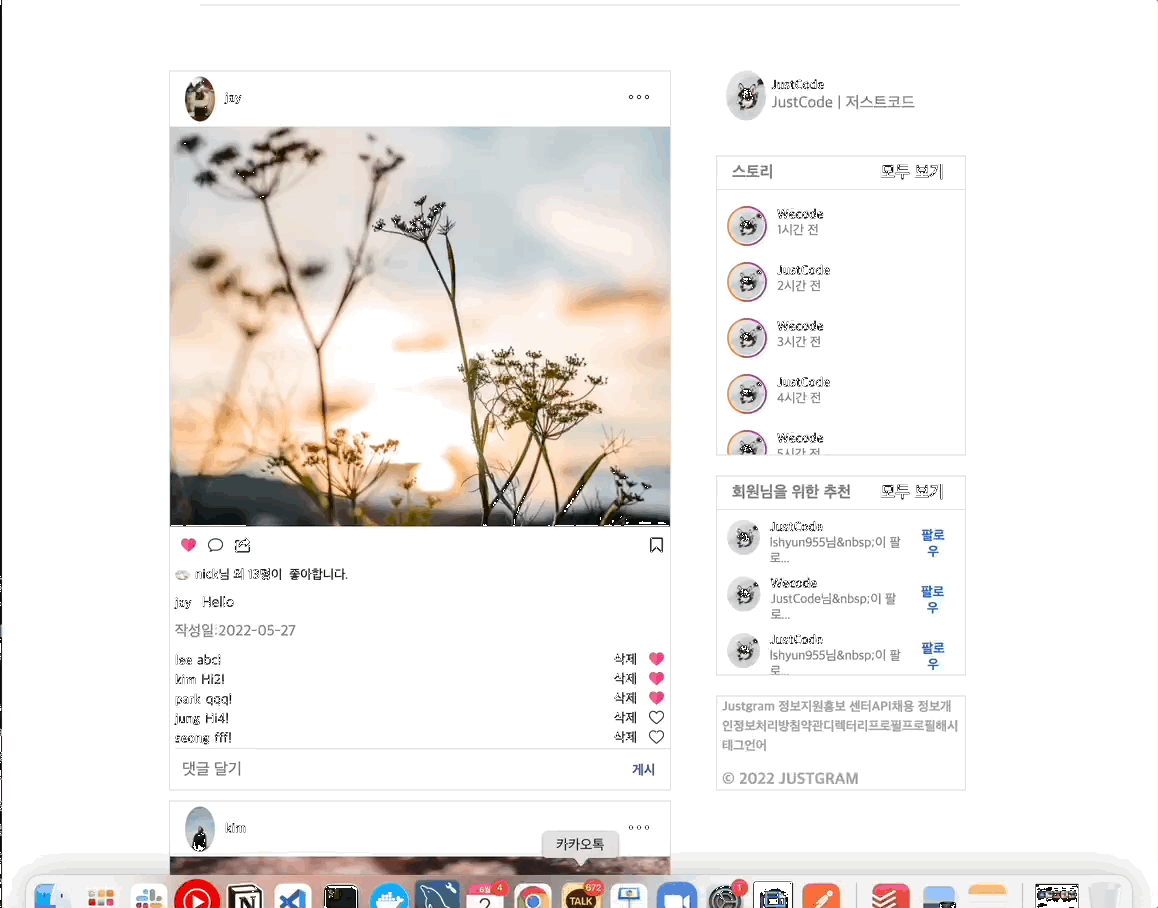 jay
JustCode
JustCode | 저스트코드
스토리 모두 보기
Wecode
1시간 전
JustCode
2시간 전
Wecode
3시간 전
JustCode
4시간 전
Wecode
5시간 전
회원님을 위한 추천 모두 보기
JustCode
lshyun955님&nbsp;이 팔
로...
팔로
우
Wecode
JustCode님&nbsp;이 팔
로...
팔로
우
JustCode
lshyun955님&nbsp;이 팔
로...
팔로
우
Justgram 정보지원홍보 센터API채용 정보개
인정보처리방침약관디렉터리프로필프로필해시
태그언어
© 2022 JUSTGRAM
nick님 외 13명이 좋아합니다.
jay Hello
작성일:2022-05-27
lee abc! 삭제
kim Hi2! 삭제
park qqq! 삭제
jung Hi4! 삭제
seong fff! 삭제
댓글 달기 게시
kim
카카오톡
6월
4
2
672
TALK
1